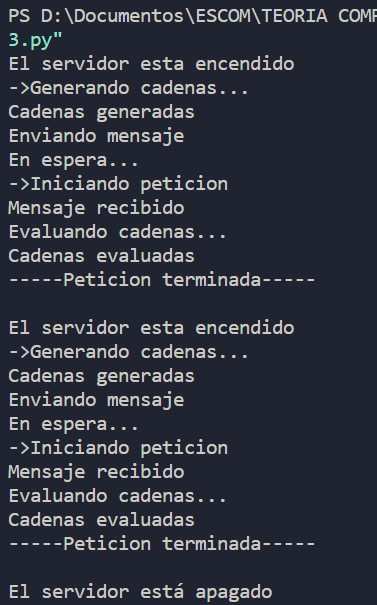 PS D:\Documentos\ESCOM\TEORIA COMP
3.py"
El servidor esta encendido
->Generando cadenas...
Cadenas generadas
Enviando mensaje
En espera...
->Iniciando peticion
Mensaje recibido
Evaluando cadenas...
Cadenas evaluadas
-----Peticion terminada-----
El servidor esta encendido
->Generando cadenas...
Cadenas generadas
Enviando mensaje
En espera...
->Iniciando peticion
Mensaje recibido
Evaluando cadenas...
Cadenas evaluadas
-----Peticion terminada-----
El servidor está apagado